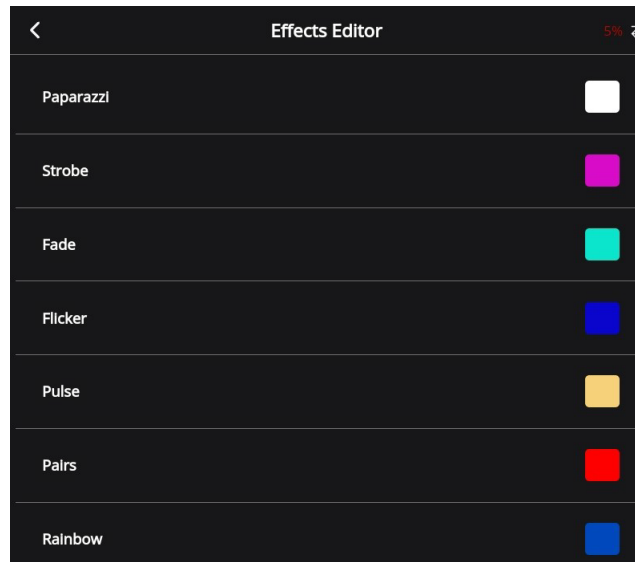 Effects Editor 5%
Paparazzi
Strobe
Fade
Flicker
Pulse
Pairs
Rainbow